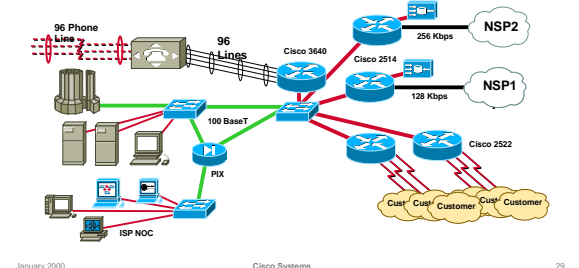 96 Phone
Line
96
Lines
Cisco 3640
256 Kbps
NSP2
Cisco 2514
128 Kbps
NSP1
100 BaseT
Cisco 2522
PIX
Customer
Customer
ISP NOC
January 2000
Cisco Systems
29